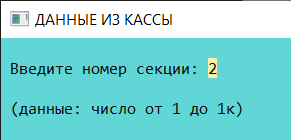 ДАННЫЕ ИЗ КАССЫ
Введите номер секции: 2
(данные: число от 1 до 1к)